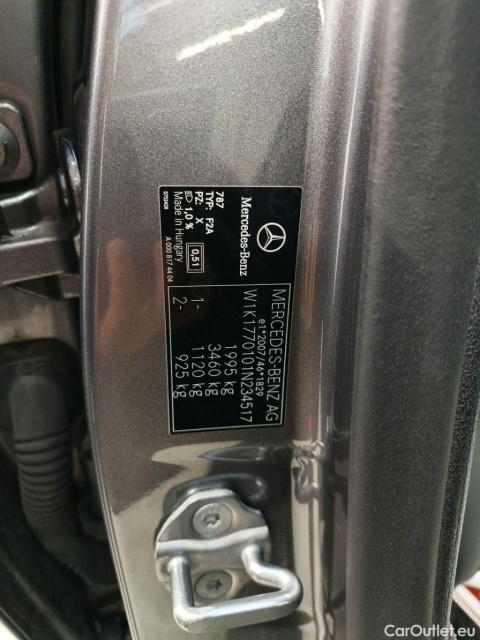 Mercedes-Benz
787
TYP: F2A
PZ: X
1,0 %
0,51
Made in Hungary
A 000 817 44 04
MERCEDES-BENZ AG
W1K1770101N234517
e1*2007/46*1829
1995 kg
3460 kg
1- 1120 kg
2- 925 kg
CarOutlet.eu